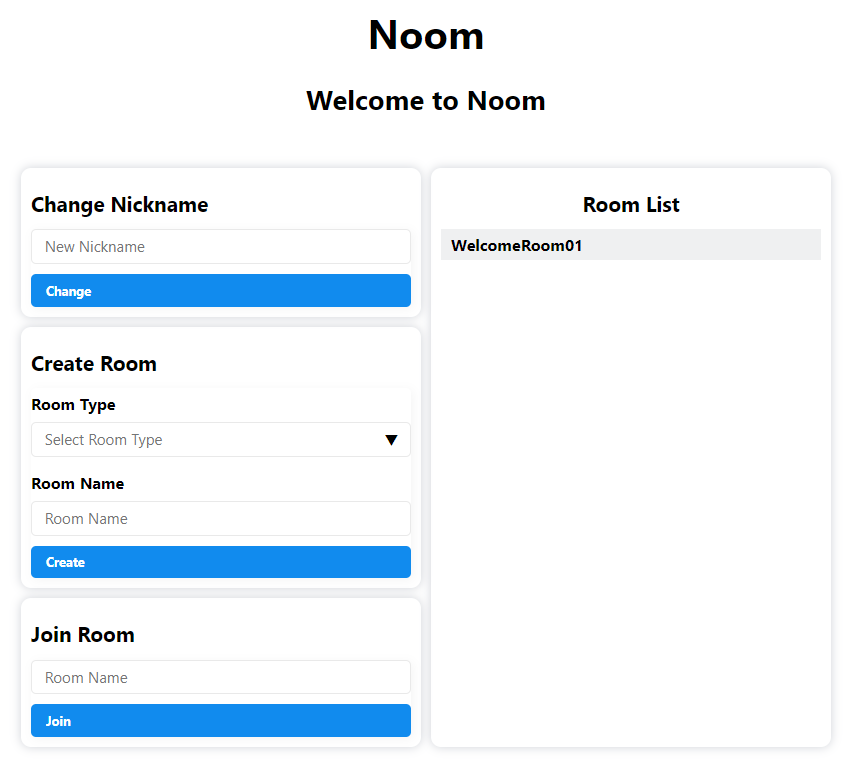 Noom
Welcome to Noom
Change Nickname
New Nickname
Change
Create Room
Room Type
Select Room Type ▼
Room Name
Room Name
Create
Join Room
Room Name
Join
Room List
WelcomeRoom01